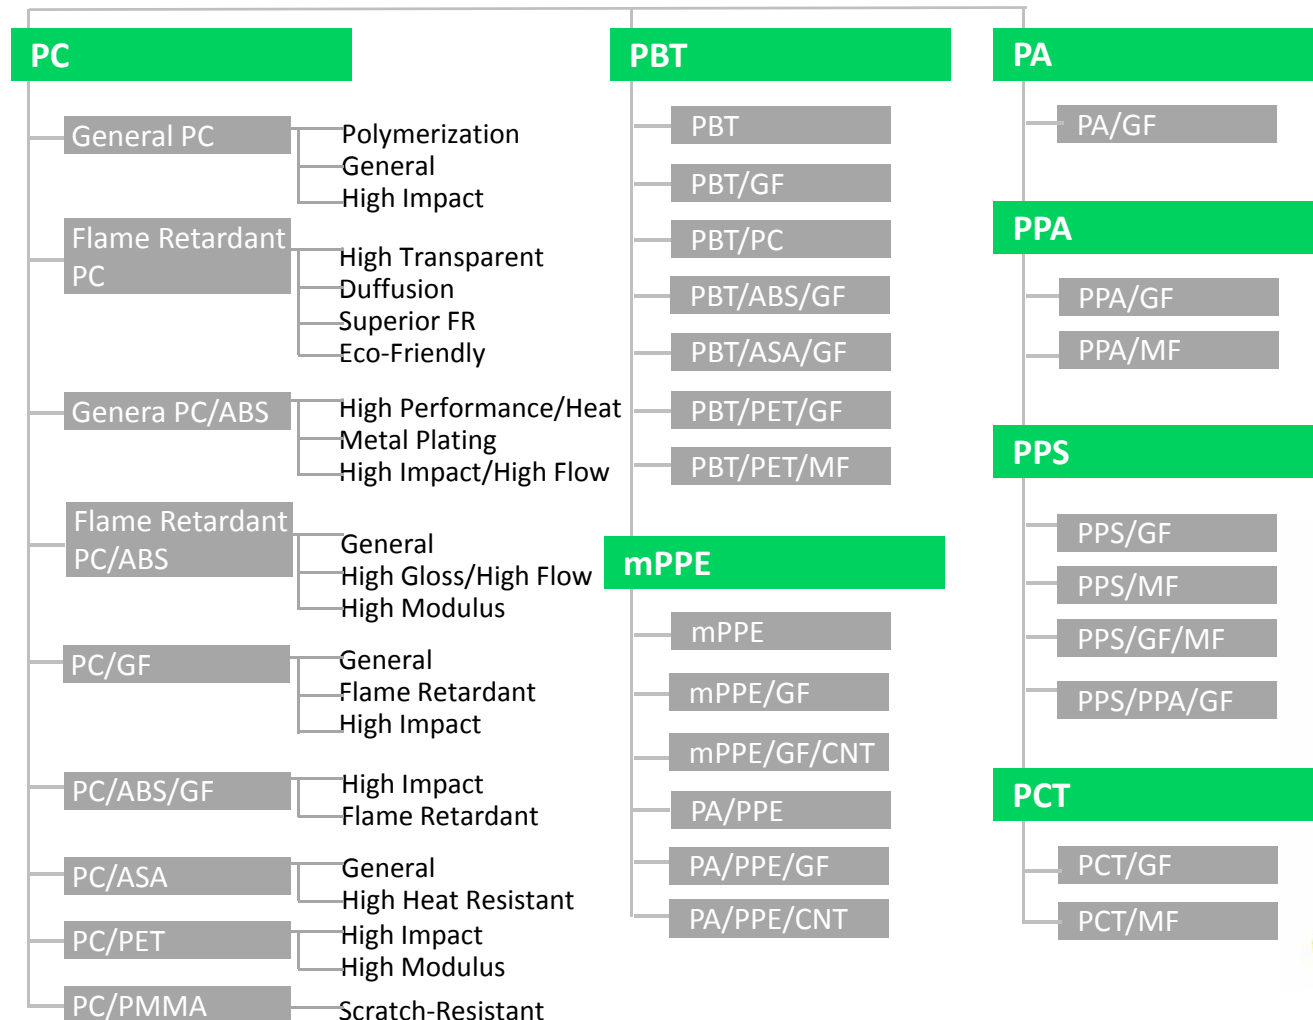 PC
General PC
Polymerization
General
High Impact
Flame Retardant
PC
High Transparent
Duffusion
Superior FR
Eco-Friendly
Genera PC/ABS
High Performance/Heat
Metal Plating
High Impact/High Flow
Flame Retardant
PC/ABS
General
High Gloss/High Flow
High Modulus
PC/GF
General
Flame Retardant
High Impact
PC/ABS/GF
High Impact
Flame Retardant
PC/ASA
General
High Heat Resistant
PC/PET
High Impact
High Modulus
PC/PMMA
Scratch-Resistant
PBT
PBT
PBT/GF
PBT/PC
PBT/ABS/GF
PBT/ASA/GF
PBT/PET/GF
PBT/PET/MF
mPPE
mPPE
mPPE/GF
mPPE/GF/CNT
PA/PPE
PA/PPE/GF
PA/PPE/CNT
PA
PA/GF
PPA
PPA/GF
PPA/MF
PPS
PPS/GF
PPS/MF
PPS/GF/MF
PPS/PPA/GF
PCT
PCT/GF
PCT/MF